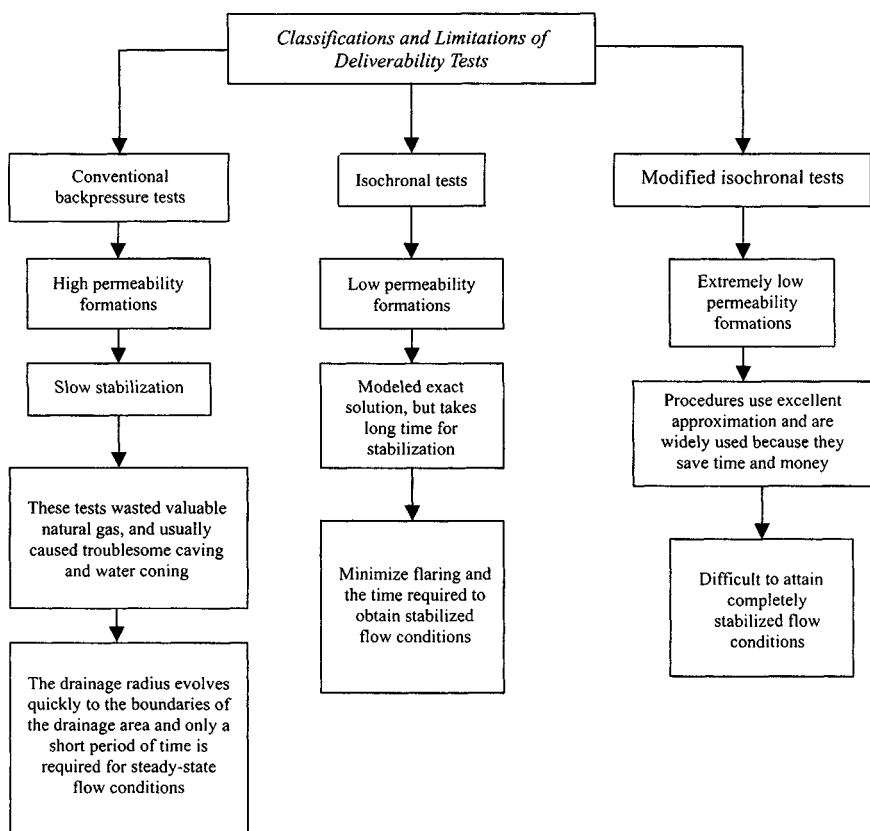 Classifications and Limitations of
Deliverability Tests
Conventional
backpressure tests
High permeability
formations
Slow stabilization
These tests wasted valuable
natural gas, and usually
caused troublesome caving
and water coning
The drainage radius evolves
quickly to the boundaries of
the drainage area and only a
short period of time is
required for steady-state
flow conditions
Isochronal tests
Low permeability
formations
Modeled exact
solution, but takes
long time for
stabilization
Minimize flaring and
the time required to
obtain stabilized
flow conditions
Modified isochronal tests
Extremely low
permeability
formations
Procedures use excellent
approximation and are
widely used because they
save time and money
Difficult to attain
completely
stabilized flow
conditions